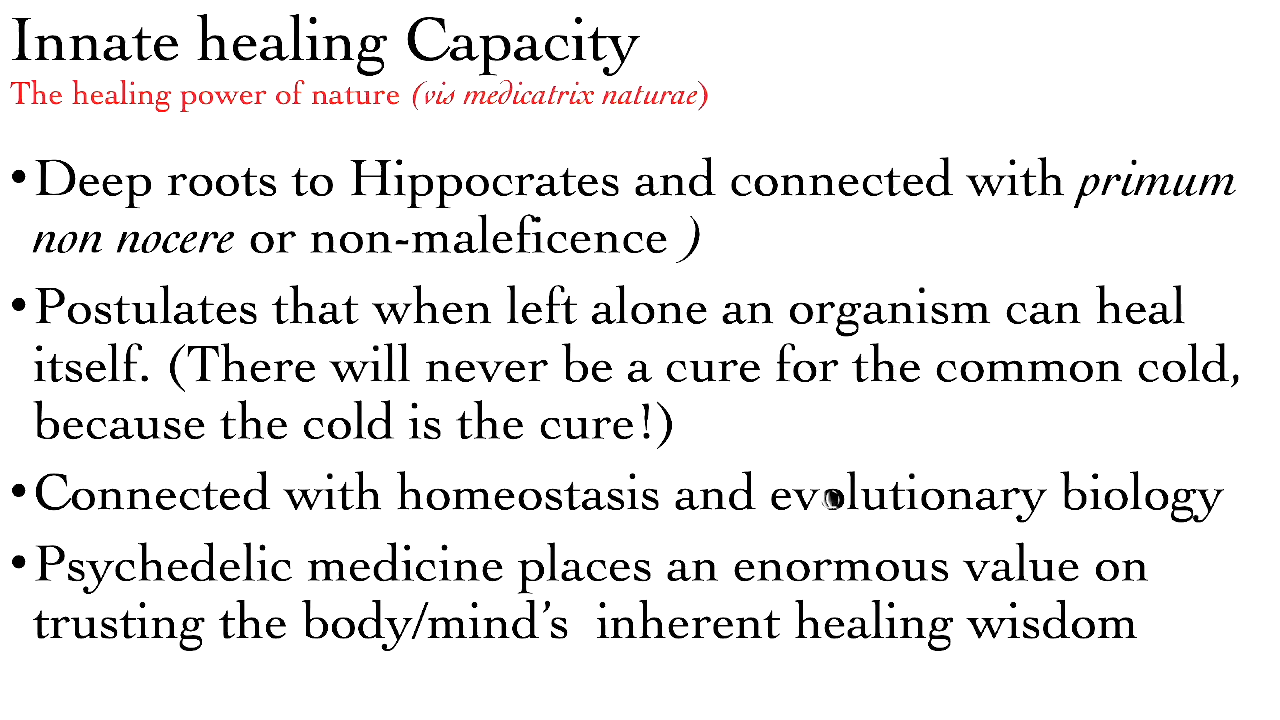 Innate healing Capacity
The healing power of nature (vis medicatrix naturae)
•Deep roots to Hippocrates and connected with primum
non nocere or non-maleficence )
•Postulates that when left alone an organism can heal
itself. (There will never be a cure for the common cold,
because the cold is the cure!)
•Connected with homeostasis and evolutionary biology
•Psychedelic medicine places an enormous value on
trusting the body/mind’s  inherent healing wisdom